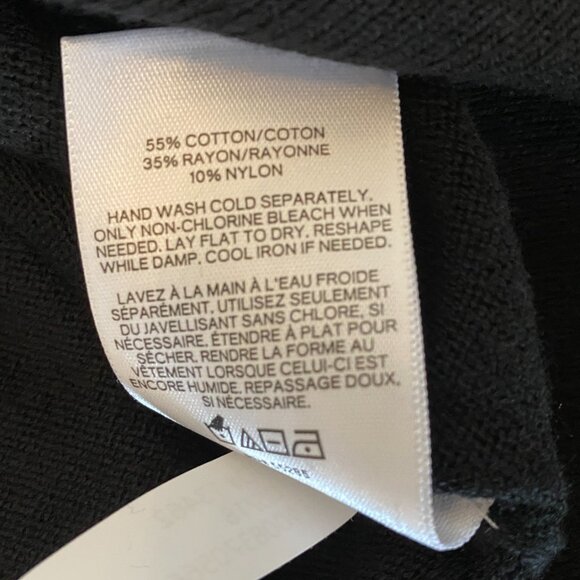 55% COTTON/COTON
35% RAYON/RAYONNE
10% NYLON
HAND WASH COLD SEPARATELY.
ONLY NON-CHLORINE BLEACH WHEN
NEEDED. LAY FLAT TO DRY. RESHAPE
WHILE DAMP. COOL IRON IF NEEDED.
LAVEZ À LA MAIN À L'EAU FROIDE
SÉPARÉMENT. UTILISEZ SEULEMENT
DU JAVELLISANT SANS CHLORE, SI
NÉCESSAIRE. ÉTENDRE À PLAT POUR
SÉCHER. RENDRE LA FORME AU
VÊTEMENT LORSQUE CELUI-CI EST
ENCORE HUMIDE. REPASSAGE DOUX,
SI NÉCESSAIRE.